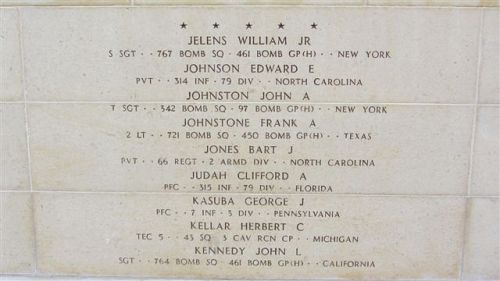 ★ ★ ★ ★ ★
JELENS WILLIAM JR
S SGT · · 767 BOMB SQ · 461 BOMB GP(H) · · NEW YORK
JOHNSON EDWARD E
PVT · · 314 INF · 79 DIV · · NORTH CAROLINA
JOHNSTON JOHN A
T SGT · · 342 BOMB SQ · 97 BOMB GP(H) · · NEW YORK
JOHNSTONE FRANK A
2 LT · · 721 BOMB SQ · 450 BOMB GP(H) · · TEXAS
JONES BART J
PVT · · 66 REGT · 2 ARMD DIV · · NORTH CAROLINA
JUDAH CLIFFORD A
PFC · · 315 INF · 79 DIV · · FLORIDA
KASUBA GEORGE J
PFC · · 7 INF · 3 DIV · · PENNSYLVANIA
KELLAR HERBERT C
TEC 5 · · 43 SQ · 3 CAV RCN GP · · MICHIGAN
KENNEDY JOHN L
SGT · · 764 BOMB SQ · 461 BOMB GP(H) · · CALIFORNIA